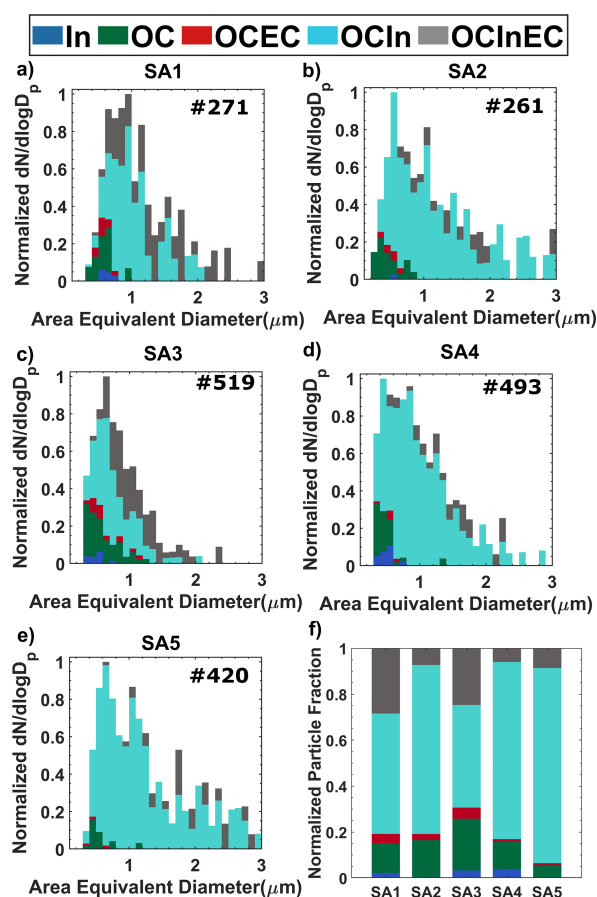 In OC OCEC OCIn OCInEC
a) SA1
#271
Normalized dN/dlogD_p
1
0.8
0.6
0.4
0.2
0
1 2 3
Area Equivalent Diameter(μm)
b) SA2
#261
Normalized dN/dlogD_p
1
0.8
0.6
0.4
0.2
0
1 2 3
Area Equivalent Diameter(μm)
c) SA3
#519
Normalized dN/dlogD_p
1
0.8
0.6
0.4
0.2
0
1 2 3
Area Equivalent Diameter(μm)
d) SA4
#493
Normalized dN/dlogD_p
1
0.8
0.6
0.4
0.2
0
1 2 3
Area Equivalent Diameter(μm)
e) SA5
#420
Normalized dN/dlogD_p
1
0.8
0.6
0.4
0.2
0
1 2 3
Area Equivalent Diameter(μm)
f)
Normalized Particle Fraction
1
0.8
0.6
0.4
0.2
0
SA1 SA2 SA3 SA4 SA5